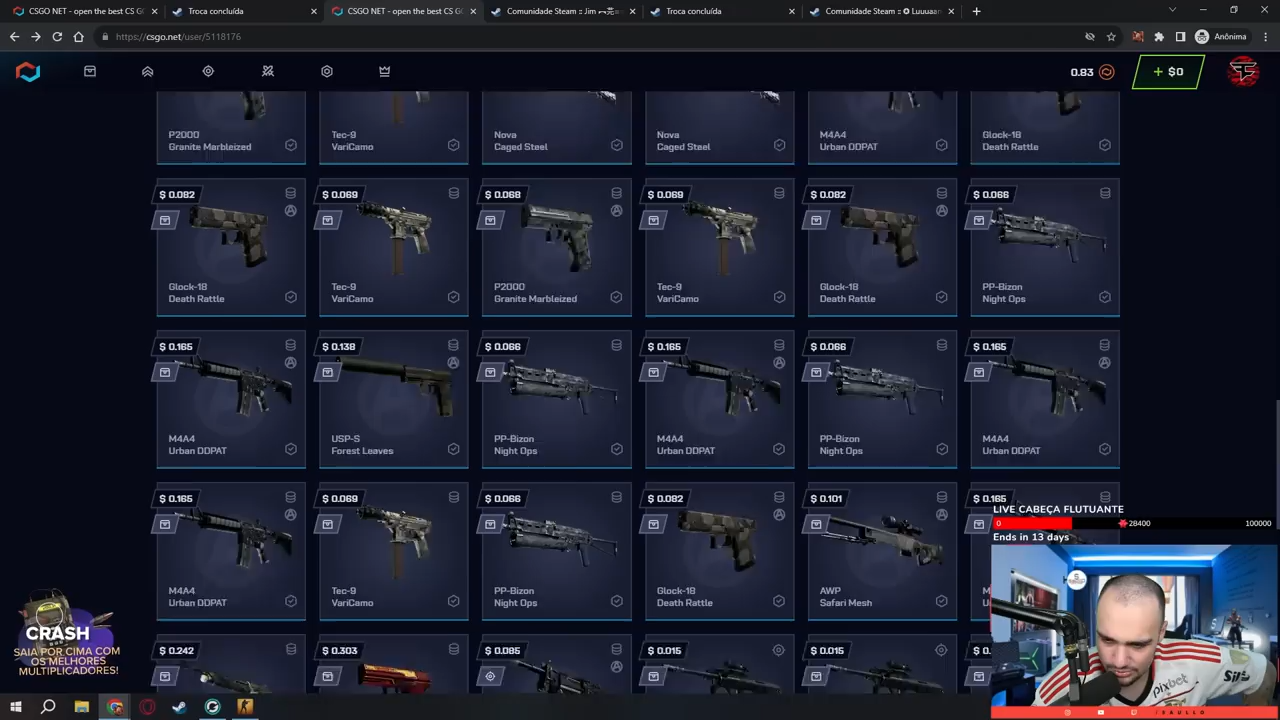 CSGO NET - open the best CS G
Troca concluída
CSGO NET - open the best CS G
Comunidade Steam :: Jim
Troca concluída
Comunidade Steam :: Luuuaan
https://csgo.net/user/5118176
Anônima
0.83
+ $0
P2000
Granite Marbleized
Tec-9
VariCamo
Nova
Caged Steel
Nova
Caged Steel
M4A4
Urban DDPAT
Glock-18
Death Rattle
$ 0.082
$ 0.069
$ 0.068
$ 0.069
$ 0.082
$ 0.066
Glock-18
Death Rattle
Tec-9
VariCamo
P2000
Granite Marbleized
Tec-9
VariCamo
Glock-18
Death Rattle
PP-Bizon
Night Ops
$ 0.165
$ 0.138
$ 0.066
$ 0.165
$ 0.066
$ 0.165
M4A4
Urban DDPAT
USP-S
Forest Leaves
PP-Bizon
Night Ops
M4A4
Urban DDPAT
PP-Bizon
Night Ops
M4A4
Urban DDPAT
$ 0.165
$ 0.069
$ 0.066
$ 0.082
$ 0.101
$ 0.165
M4A4
Urban DDPAT
Tec-9
VariCamo
PP-Bizon
Night Ops
Glock-18
Death Rattle
AWP
Safari Mesh
$ 0.242
$ 0.303
$ 0.085
$ 0.015
$ 0.015
LIVE CABEÇA FLUTUANTE
0
28400
100000
Ends in 13 days
CRASH
SAIA POR CIMA COM
OS MELHORES
MULTIPLICADORES!
pixbet